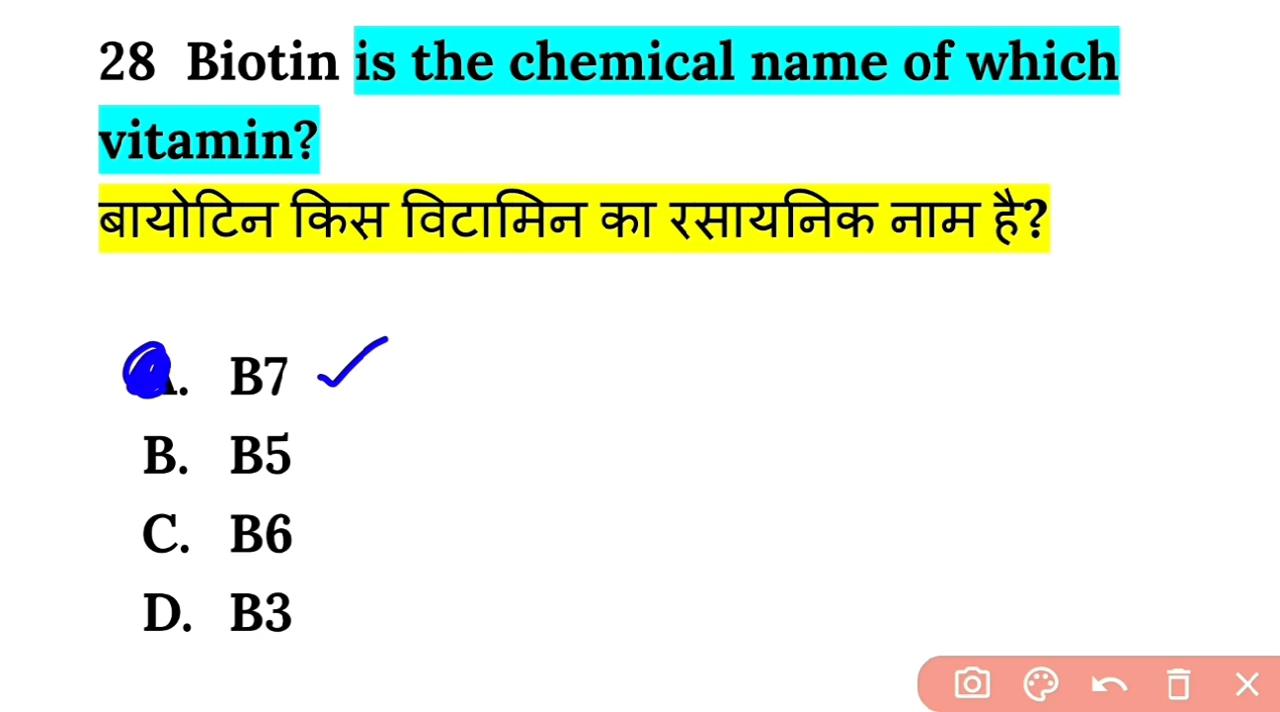 28 Biotin is the chemical name of which
vitamin?
बायोटिन किस विटामिन का रसायनिक नाम है?
A. B7
B. B5
C. B6
D. B3